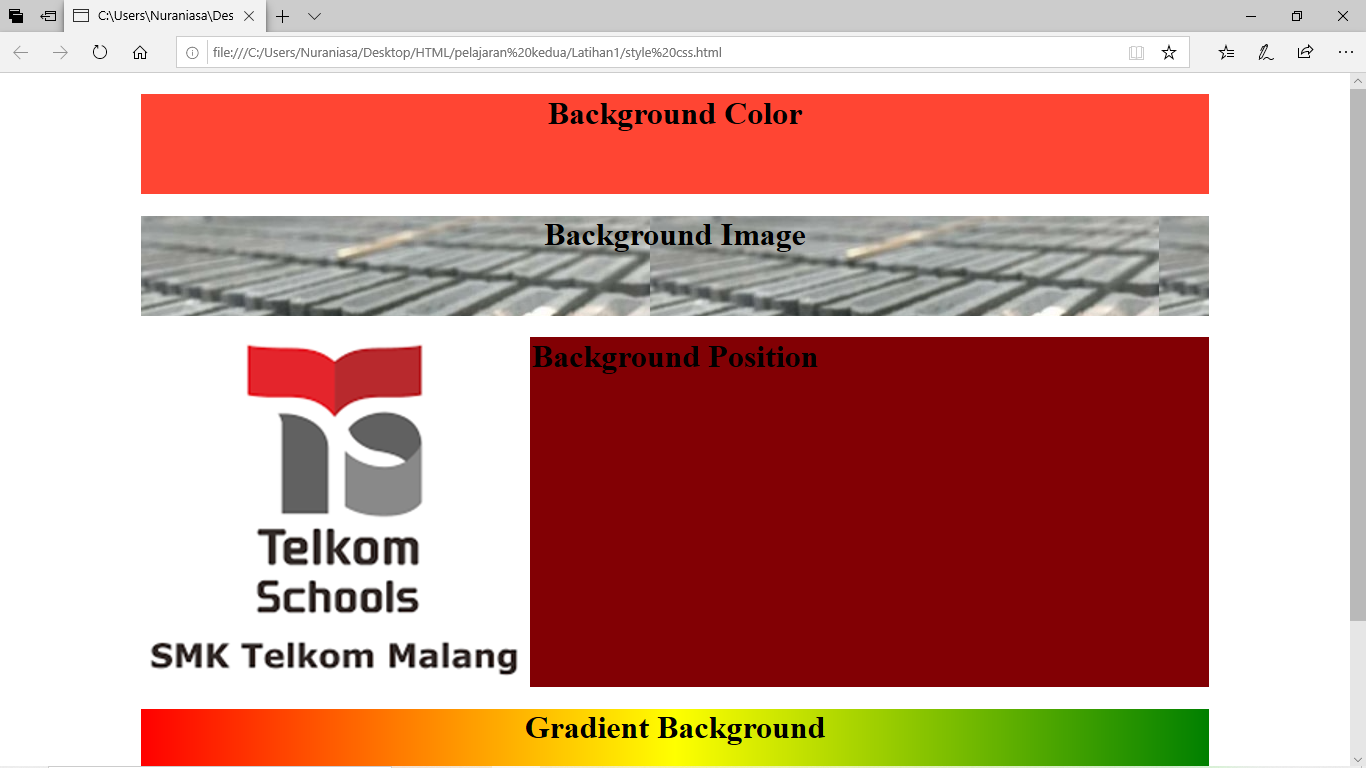 C:\Users\Nuraniasa\Des
file:///C:/Users/Nuraniasa/Desktop/HTML/pelajaran%20kedua/Latihan1/style%20css.html
Background Color
Background Image
Background Position
Telkom
Schools
SMK Telkom Malang
Gradient Background